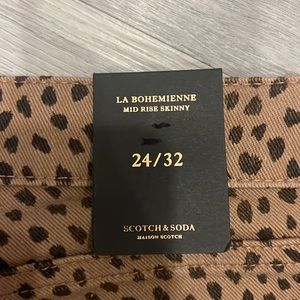 LA BOHEMIENNE
MID RISE SKINNY
24/32
SCOTCH & SODA
MAISON SCOTCH